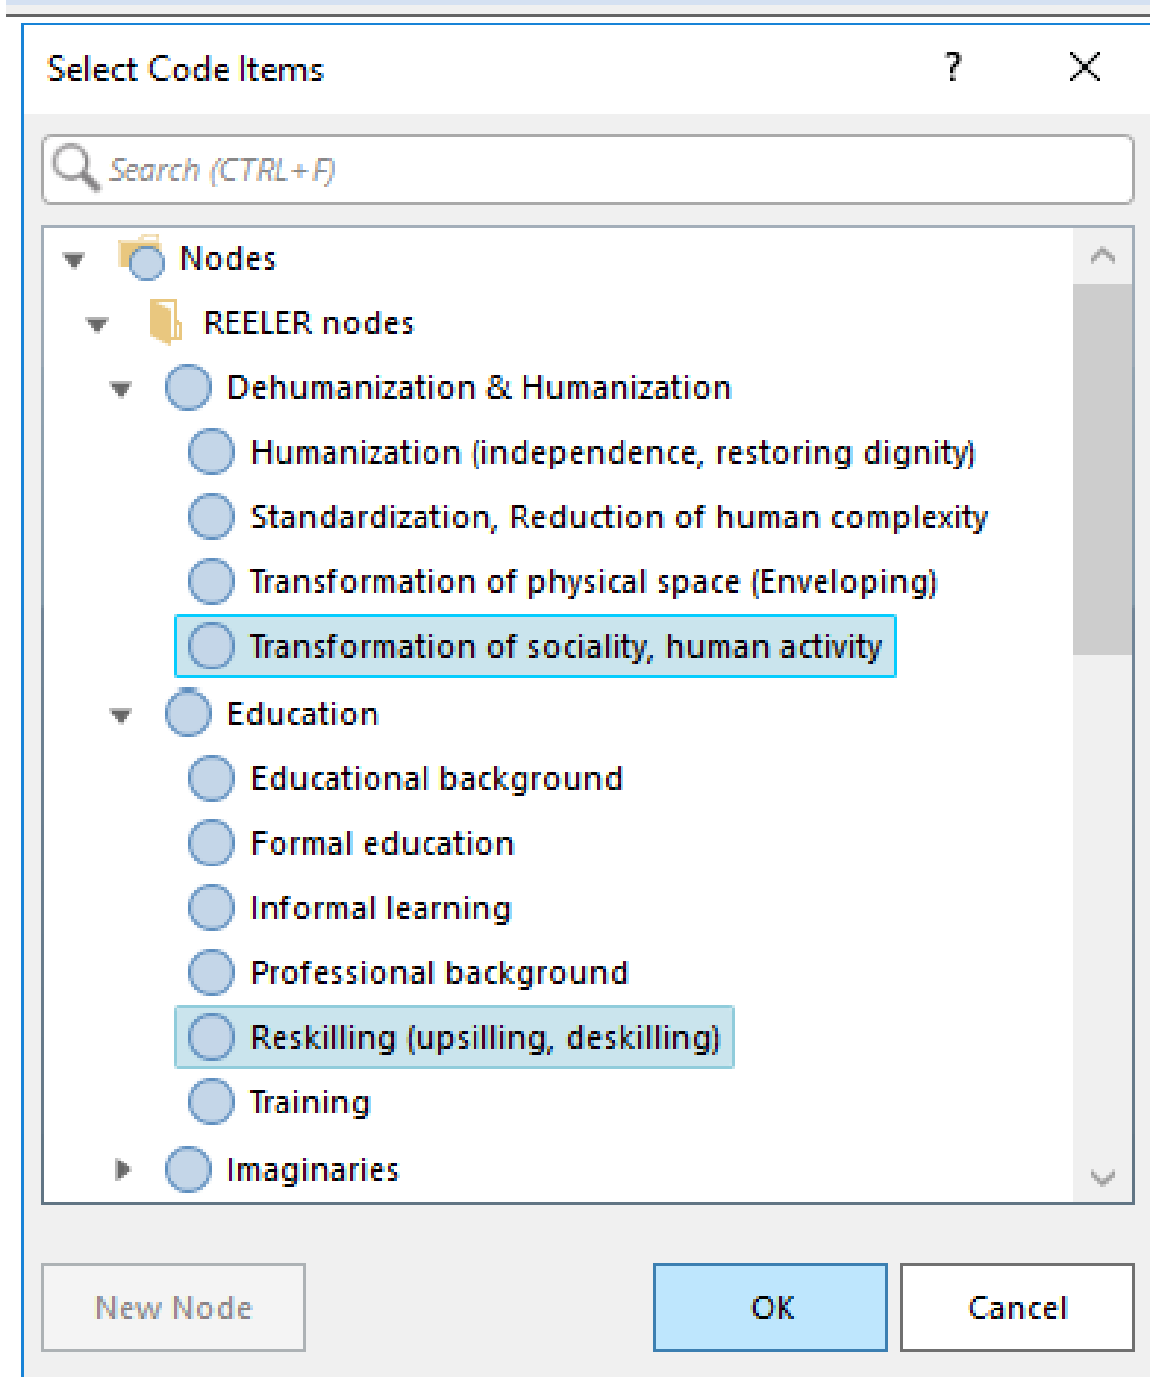 Select Code Items ?
Search (CTRL+F)
Nodes
REELER nodes
Dehumanization & Humanization
Humanization (independence, restoring dignity)
Standardization, Reduction of human complexity
Transformation of physical space (Enveloping)
Transformation of sociality, human activity
Education
Educational background
Formal education
Informal learning
Professional background
Reskilling (upsilling, deskilling)
Training
Imaginaries
New Node OK Cancel